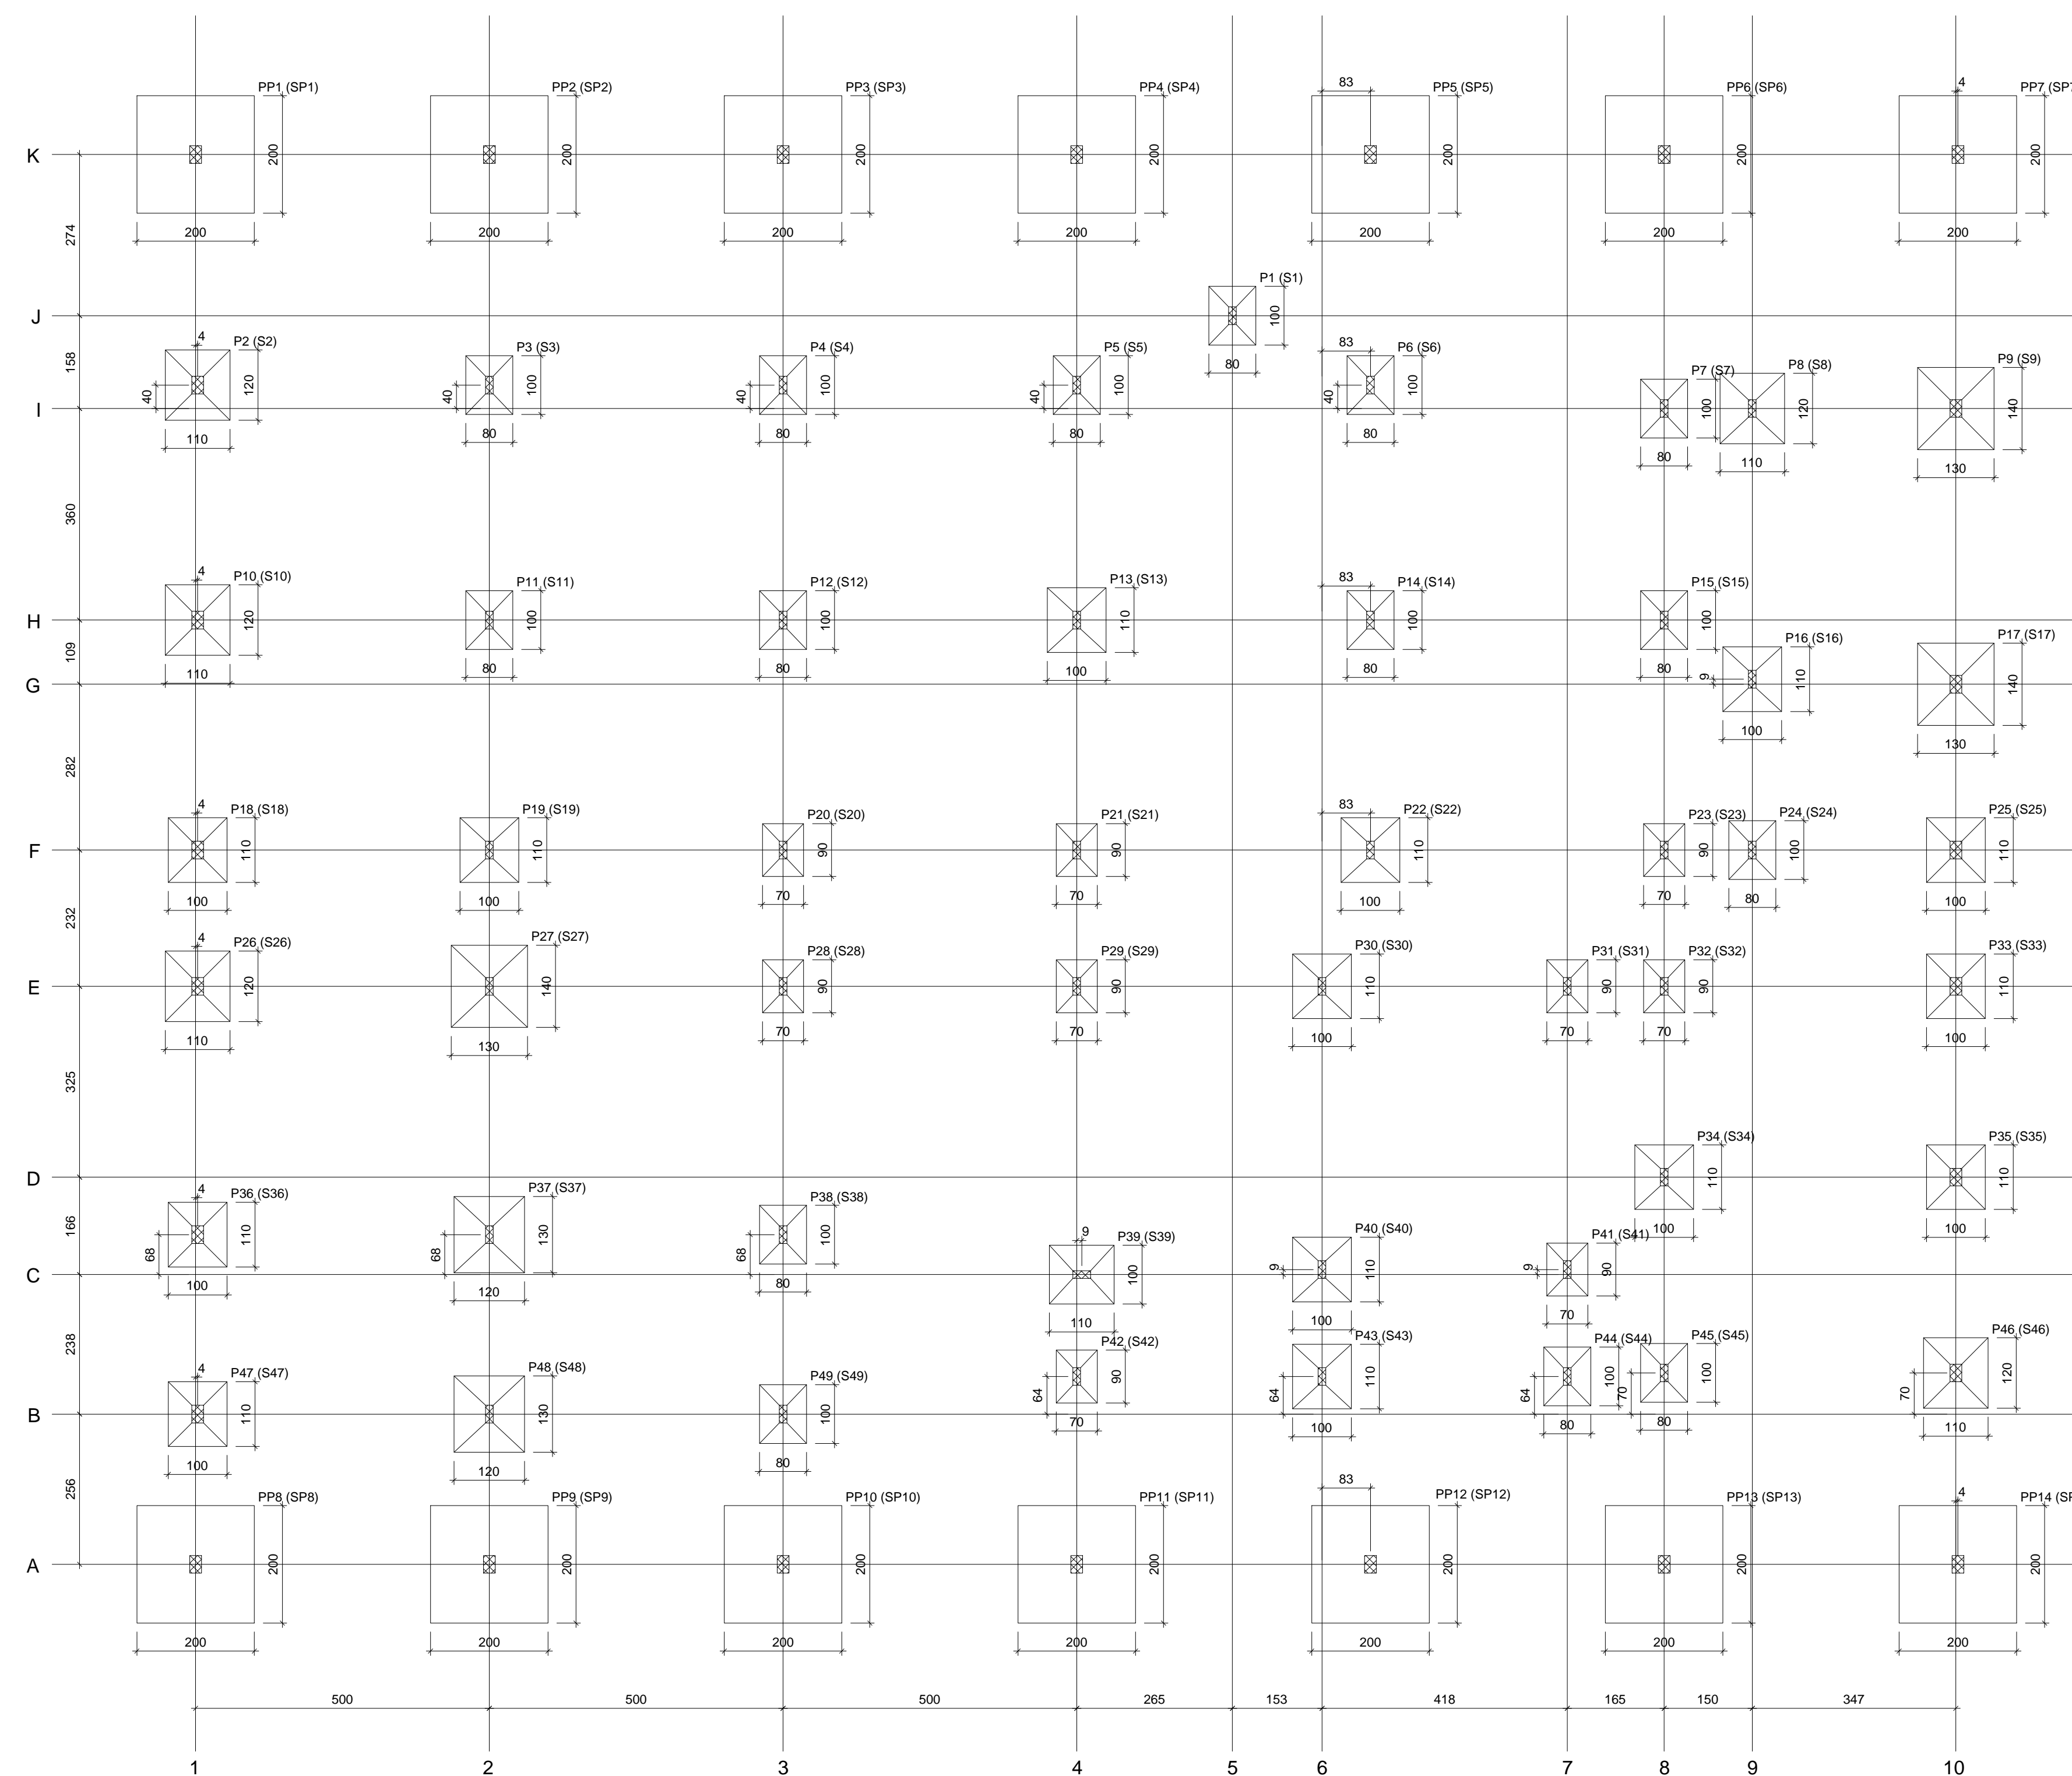 PP1 (SP1) PP2 (SP2) PP3 (SP3) PP4 (SP4) 83 PP5 (SP5) PP6 (SP6) 4 PP7 (SP7
K 200 200 200 200 200 200 200
200 200 200 200 200 200 200
274
P1 (S1)
J 100
80
158
4 P2 (S2) P3 (S3) P4 (S4) P5 (S5) 83 P6 (S6) P7 (S7) P8 (S8) P9 (S9)
40 120 40 100 40 100 40 100 40 100 100 120 140
I
110 80 80 80 80 80 110 130
360
4 P10 (S10) P11 (S11) P12 (S12) P13 (S13) 83 P14 (S14) P15 (S15)
H 120 100 100 110 100 100
110 80 80 100 80 80
109
P16 (S16) P17 (S17)
G 9 110 140
100 130
282
4 P18 (S18) P19 (S19) P20 (S20) P21 (S21) 83 P22 (S22) P23 (S23) P24 (S24) P25 (S25)
F 110 110 90 90 110 90 100 110
100 100 70 70 100 70 80 100
232
4 P26 (S26) P27 (S27) P28 (S28) P29 (S29) P30 (S30) P31 (S31) P32 (S32) P33 (S33)
E 120 140 90 90 110 90 90 110
110 130 70 70 100 70 70 100
325
P34 (S34) P35 (S35)
D 110 110
100 100
166
4 P36 (S36) P37 (S37) P38 (S38)
68 110 68 130 68 100
100 120 80
9 P39 (S39) P40 (S40) P41 (S41)
C 100 9 110 9 90
110 100 70
238
P42 (S42) P43 (S43) P44 (S44) P45 (S45) P46 (S46)
64 90 64 110 64 100 70 100 70 120
70 100 80 80 110
4 P47 (S47) P48 (S48) P49 (S49)
B 110 130 100
100 120 80
256
PP8 (SP8) PP9 (SP9) PP10 (SP10) PP11 (SP11) 83 PP12 (SP12) PP13 (SP13) 4 PP14 (SP
A 200 200 200 200 200 200 200
200 200 200 200 200 200 200
500 500 500 265 153 418 165 150 347
1 2 3 4 5 6 7 8 9 10